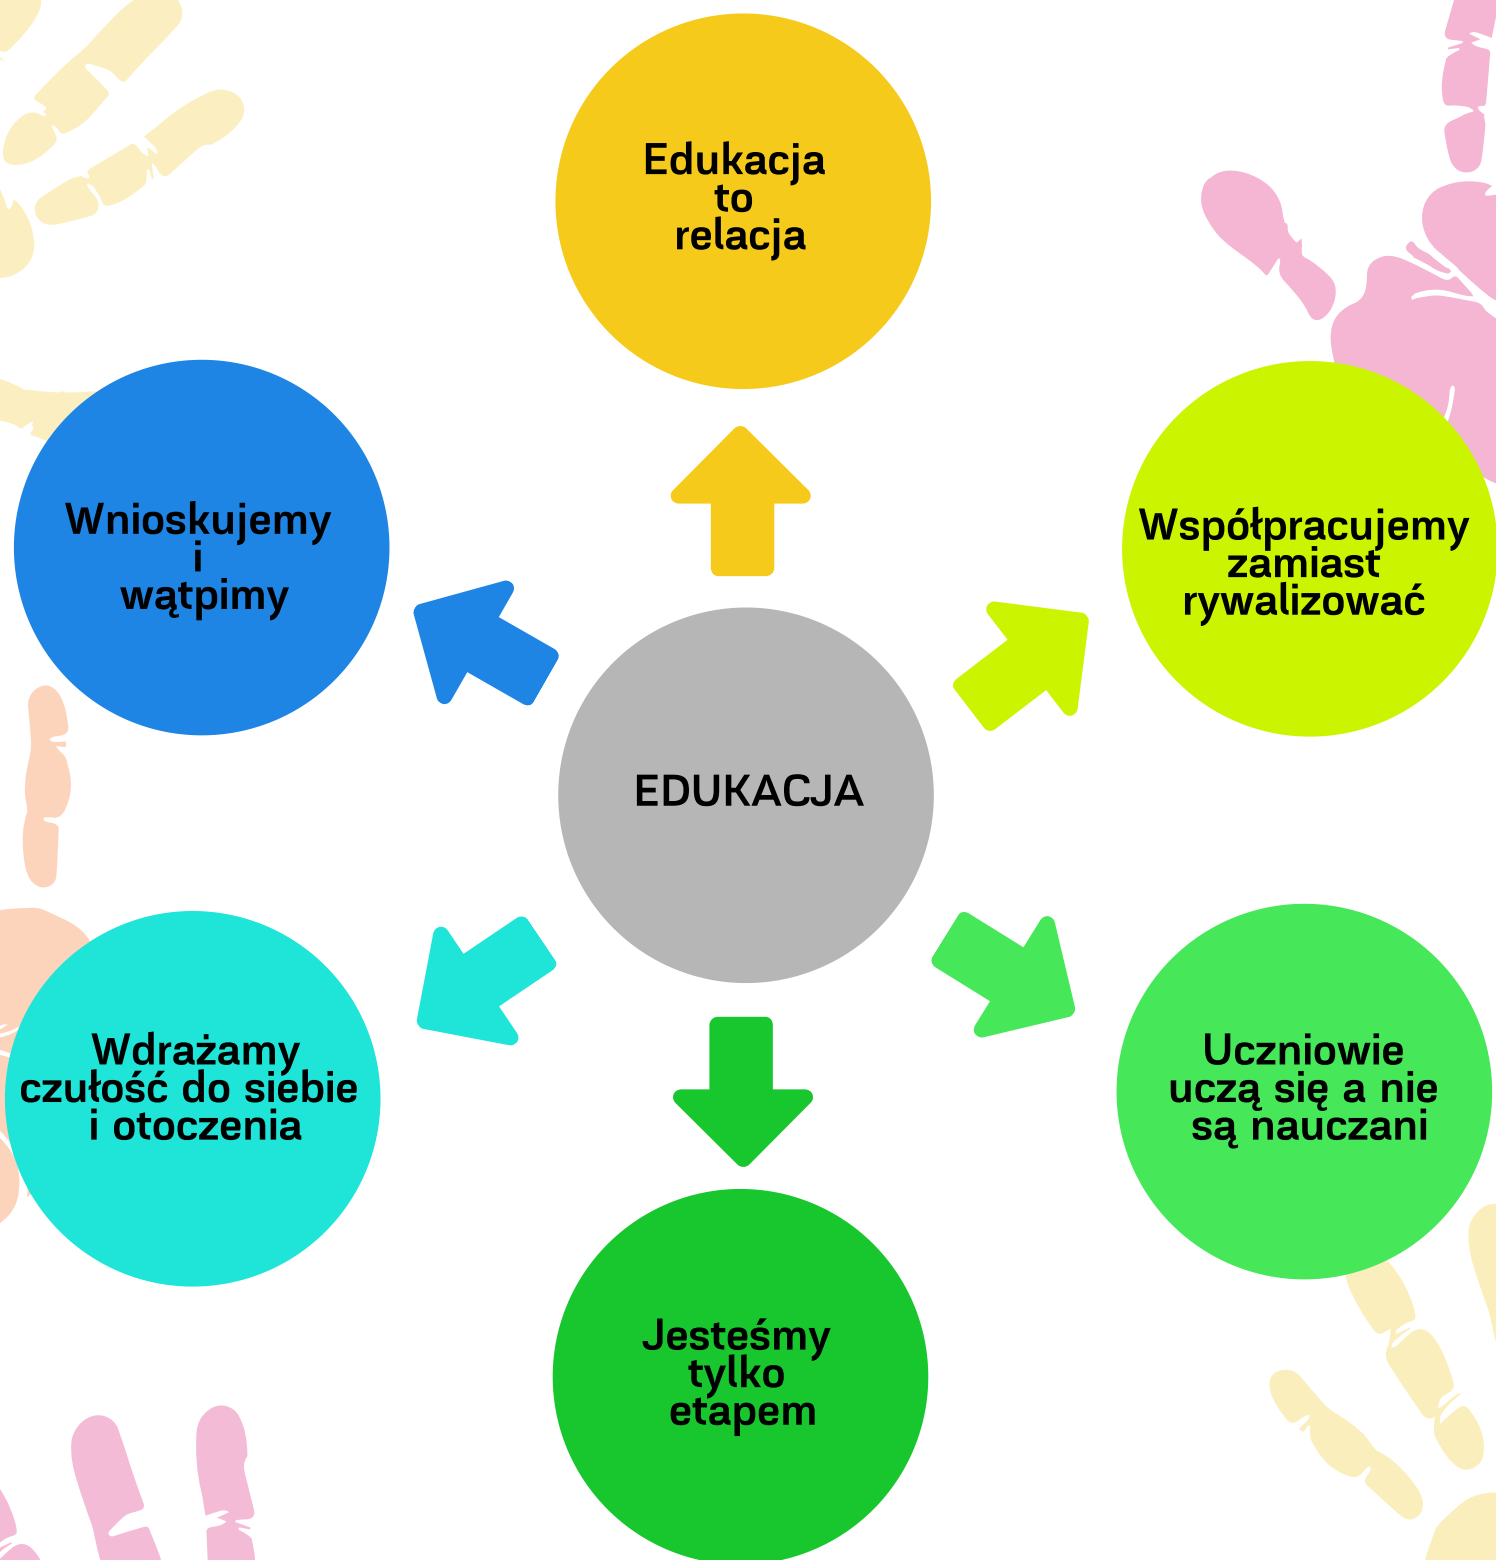 Edukacja
to
relacja
Wnioskujemy
i
wątpimy
Współpracujemy
zamiast
rywalizować
EDUKACJA
Wdrażamy
czułość do siebie
i otoczenia
Uczniowie
uczą się a nie
są nauczani
Jesteśmy
tylko
etapem